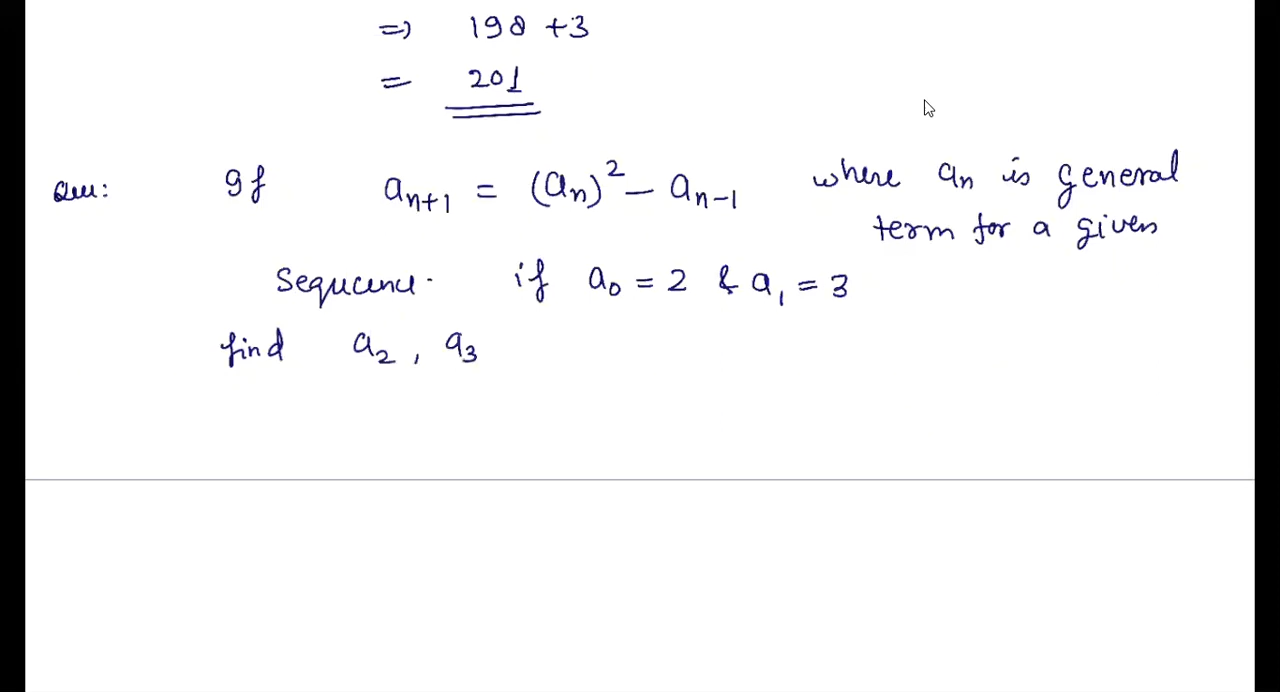 => 198 + 3
= 201
Que: If a_{n+1} = (a_n)^2 - a_{n-1} where a_n is general
term for a given
sequence. if a_0 = 2 & a_1 = 3
find a_2, a_3